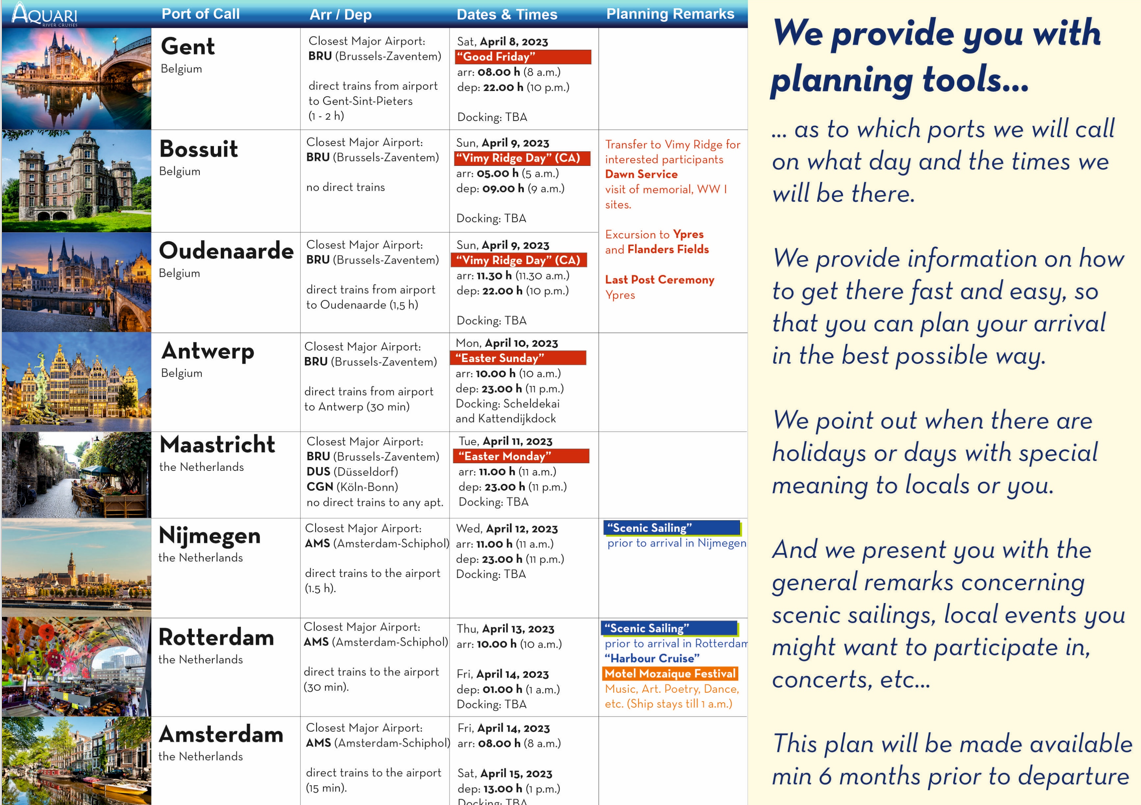 AQUARI
RIVER CRUISES
Port of Call
Arr / Dep
Dates & Times
Planning Remarks
Gent
Belgium
Closest Major Airport:
BRU (Brussels-Zaventem)
direct trains from airport
to Gent-Sint-Pieters
(1 - 2 h)
Sat, April 8, 2023
“Good Friday”
arr: 08.00 h (8 a.m.)
dep: 22.00 h (10 p.m.)
Docking: TBA
Bossuit
Belgium
Closest Major Airport:
BRU (Brussels-Zaventem)
no direct trains
Sun, April 9, 2023
“Vimy Ridge Day” (CA)
arr: 05.00 h (5 a.m.)
dep: 09.00 h (9 a.m.)
Docking: TBA
Transfer to Vimy Ridge for
interested participants
Dawn Service
visit of memorial, WW I
sites.
Excursion to Ypres
and Flanders Fields
Last Post Ceremony
Ypres
Oudenaarde
Belgium
Closest Major Airport:
BRU (Brussels-Zaventem)
direct trains from airport
to Oudenaarde (1,5 h)
Sun, April 9, 2023
“Vimy Ridge Day” (CA)
arr: 11.30 h (11.30 a.m.)
dep: 22.00 h (10 p.m.)
Docking: TBA
Antwerp
Belgium
Closest Major Airport:
BRU (Brussels-Zaventem)
direct trains from airport
to Antwerp (30 min)
Mon, April 10, 2023
“Easter Sunday”
arr: 10.00 h (10 a.m.)
dep: 23.00 h (11 p.m.)
Docking: Scheldekai
and Kattendijkdock
Maastricht
the Netherlands
Closest Major Airport:
BRU (Brussels-Zaventem)
DUS (Düsseldorf)
CGN (Köln-Bonn)
no direct trains to any apt.
Tue, April 11, 2023
“Easter Monday”
arr: 11.00 h (11 a.m.)
dep: 23.00 h (11 p.m.)
Docking: TBA
Nijmegen
the Netherlands
Closest Major Airport:
AMS (Amsterdam-Schiphol)
direct trains to the airport
(1.5 h).
Wed, April 12, 2023
arr: 11.00 h (11 a.m.)
dep: 23.00 h (11 p.m.)
Docking: TBA
“Scenic Sailing”
prior to arrival in Nijmegen
Rotterdam
the Netherlands
Closest Major Airport:
AMS (Amsterdam-Schiphol)
direct trains to the airport
(30 min).
Thu, April 13, 2023
arr: 10.00 h (10 a.m.)
Fri, April 14, 2023
dep: 01.00 h (1 a.m.)
Docking: TBA
“Scenic Sailing”
prior to arrival in Rotterdam
“Harbour Cruise”
Motel Mozaique Festival
Music, Art. Poetry, Dance,
etc. (Ship stays till 1 a.m.)
Amsterdam
the Netherlands
Closest Major Airport:
AMS (Amsterdam-Schiphol)
direct trains to the airport
(15 min).
Fri, April 14, 2023
arr: 08.00 h (8 a.m.)
Sat, April 15, 2023
dep: 13.00 h (1 p.m.)
Docking: TBA
We provide you with
planning tools...
... as to which ports we will call
on what day and the times we
will be there.
We provide information on how
to get there fast and easy, so
that you can plan your arrival
in the best possible way.
We point out when there are
holidays or days with special
meaning to locals or you.
And we present you with the
general remarks concerning
scenic sailings, local events you
might want to participate in,
concerts, etc...
This plan will be made available
min 6 months prior to departure